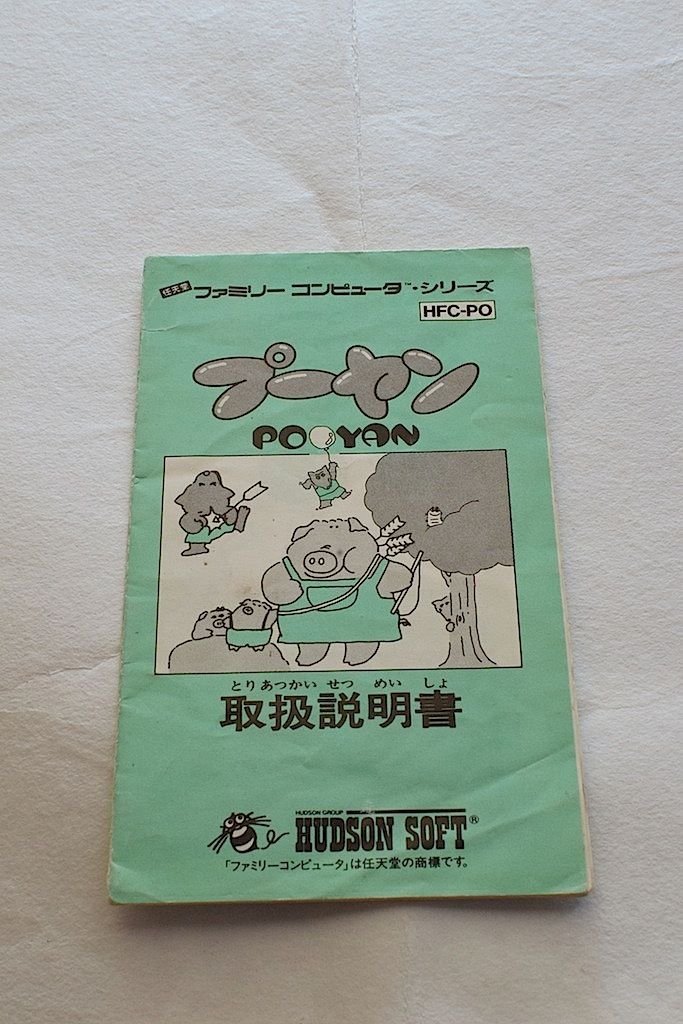 任天堂 ファミリー コンピュータ™・シリーズ
HFC-PO
プーヤン
POOYAN
とりあつかい せつ めい しょ
取扱説明書
HUDSON GROUP
HUDSON SOFT®
「ファミリーコンピュータ」は任天堂の商標です。